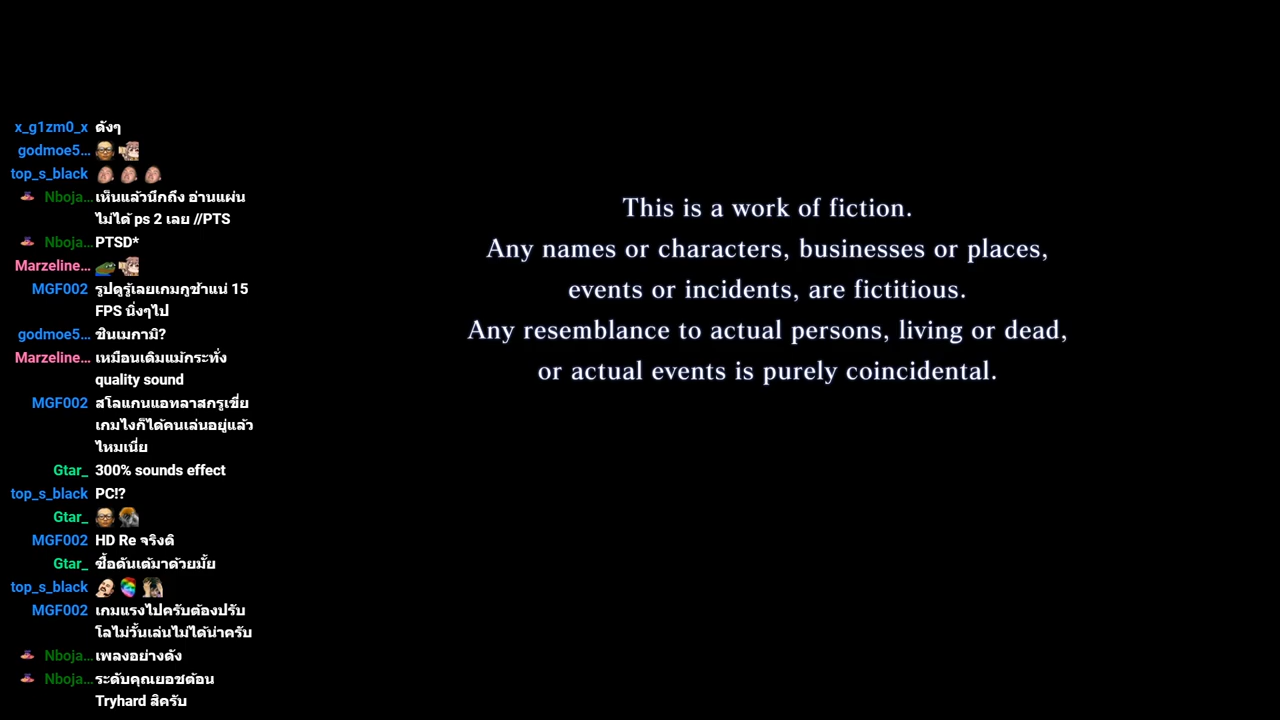 x_g1zm0_x ดังๆ
godmoe5...
top_s_black
Nboja... เห็นแล้วนึกถึง อ่านแผ่น
ไม่ได้ ps 2 เลย //PTS
Nboja... PTSD*
Marzeline...
MGF002 รูปดูรู้เลยเกมกูช้าแน่ 15
FPS นิ่งๆไป
godmoe5... ชินเมกามิ?
Marzeline... เหมือนเดิมแม้กระทั่ง
quality sound
MGF002 สโลแกนแอทลาสกรูเขี่ย
เกมไงก็ได้คนเล่นอยู่แล้ว
ไหมเนี่ย
Gtar_ 300% sounds effect
top_s_black PC!?
Gtar_
MGF002 HD Re จริงดิ
Gtar_ ซื้อดันเต้มาด้วยมั้ย
top_s_black
MGF002 เกมแรงไปครับต้องปรับ
โลไม่วั้นเล่นไม่ได้น่าครับ
Nboja... เพลงอย่างดัง
Nboja... ระดับคุณยอชต้อน
Tryhard สิครับ
This is a work of fiction.
Any names or characters, businesses or places,
events or incidents, are fictitious.
Any resemblance to actual persons, living or dead,
or actual events is purely coincidental.